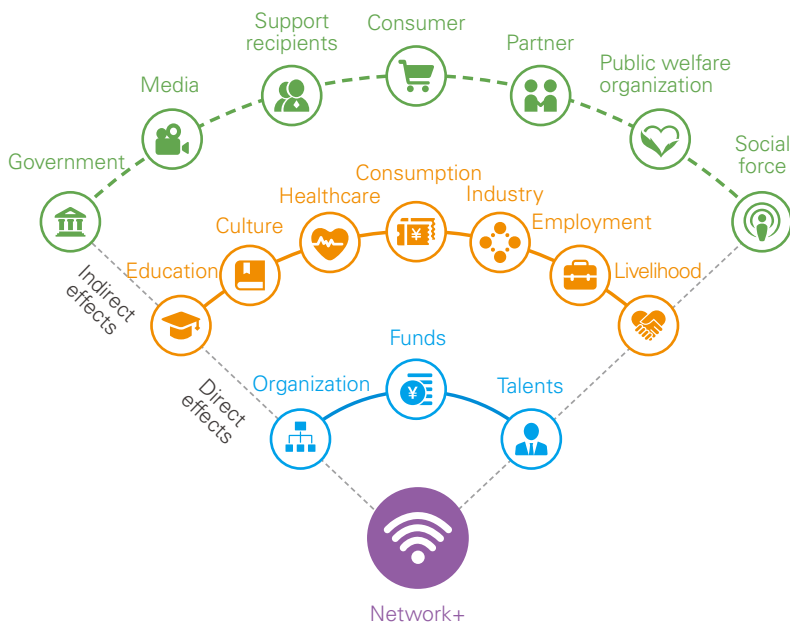 Support
recipients
Consumer
Partner
Media
Public welfare
organization
Government
Social
force
Consumption
Healthcare
Industry
Culture
Employment
Education
Livelihood
Indirect
effects
Funds
Direct
effects
Organization
Talents
¥
¥
Network+